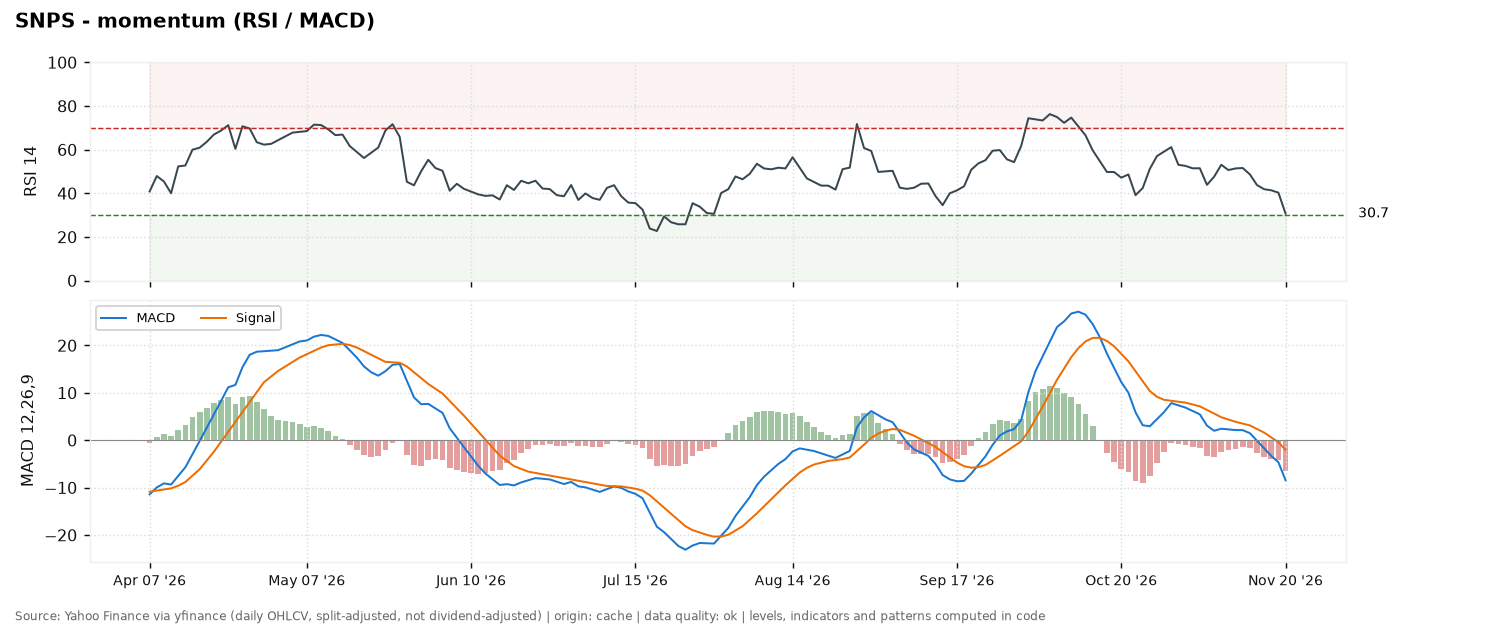 SNPS - momentum (RSI / MACD)
100
80
60
40
20
0
RSI 14
30.7
MACD Signal
20
10
0
−10
−20
MACD 12,26,9
Apr 07 '26 May 07 '26 Jun 10 '26 Jul 15 '26 Aug 14 '26 Sep 17 '26 Oct 20 '26 Nov 20 '26
Source: Yahoo Finance via yfinance (daily OHLCV, split-adjusted, not dividend-adjusted) | origin: cache | data quality: ok | levels, indicators and patterns computed in code